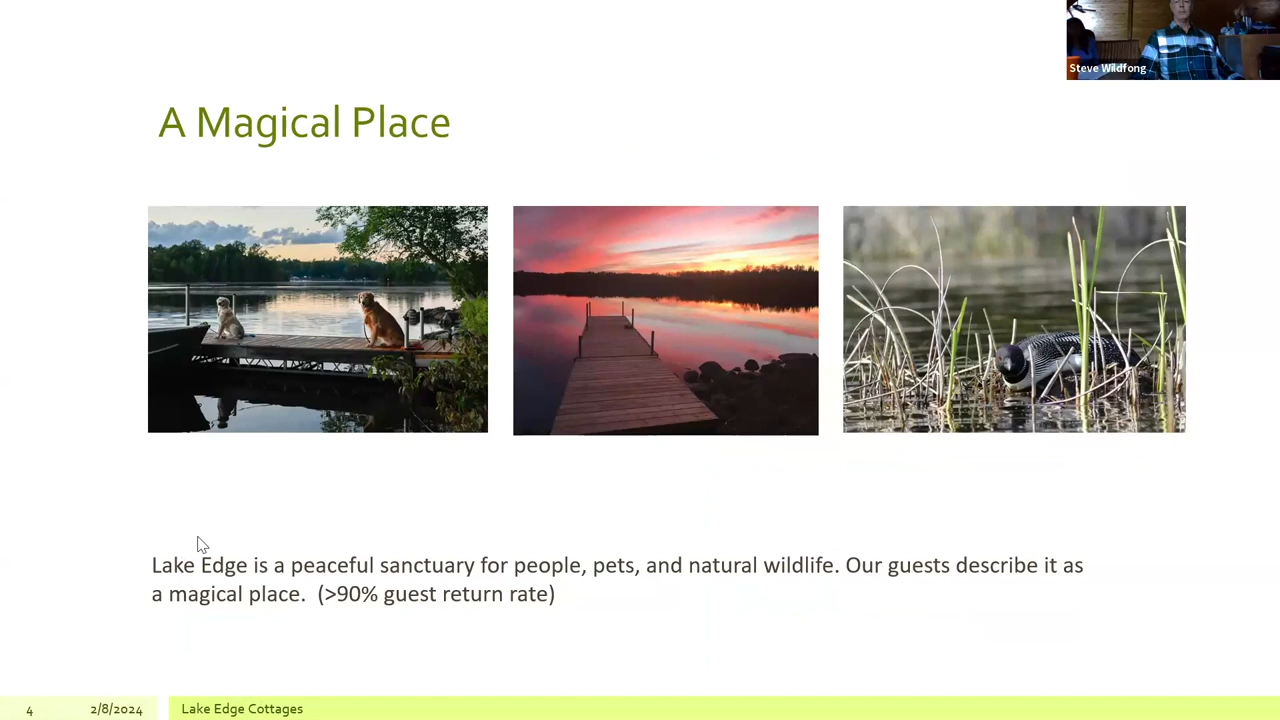 Steve Wildfong
A Magical Place
Lake Edge is a peaceful sanctuary for people, pets, and natural wildlife. Our guests describe it as
a magical place.  (>90% guest return rate)
4
2/8/2024
Lake Edge Cottages